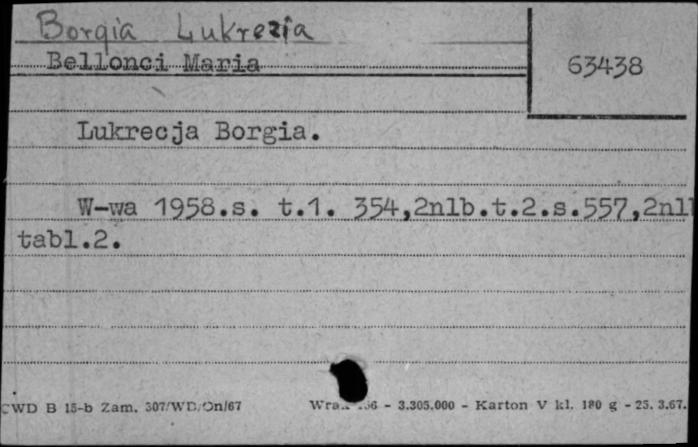 Borgia Lukrezia
Bellonci Maria
63438
Lukrecja Borgia.
W-wa 1958.s. t.1. 354,2nlb.t.2.s.557,2nl
tabl.2.
CWD B 15-b Zam. 307/WD/On/67 - 3.305.000 - Karton V kl. 180 g - 25. 3.67.